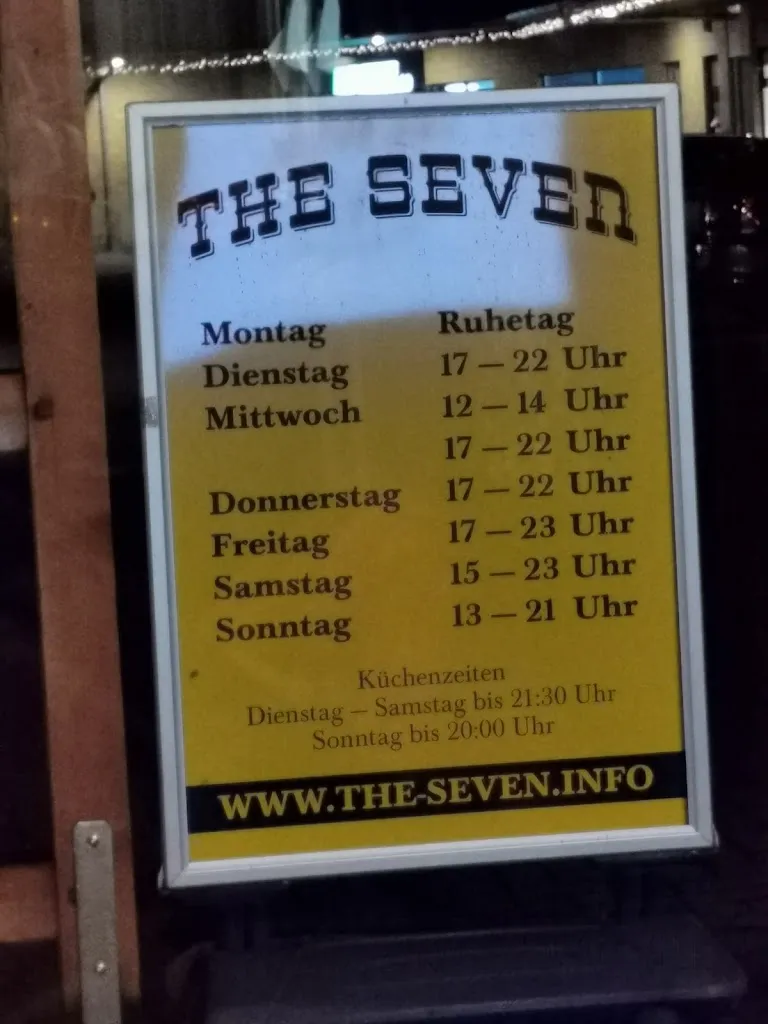 THE SEVEN
Montag Ruhetag
Dienstag 17 – 22 Uhr
Mittwoch 12 – 14 Uhr
17 – 22 Uhr
Donnerstag 17 – 22 Uhr
Freitag 17 – 23 Uhr
Samstag 15 – 23 Uhr
Sonntag 13 – 21 Uhr
Küchenzeiten
Dienstag – Samstag bis 21:30 Uhr
Sonntag bis 20:00 Uhr
WWW.THE-SEVEN.INFO